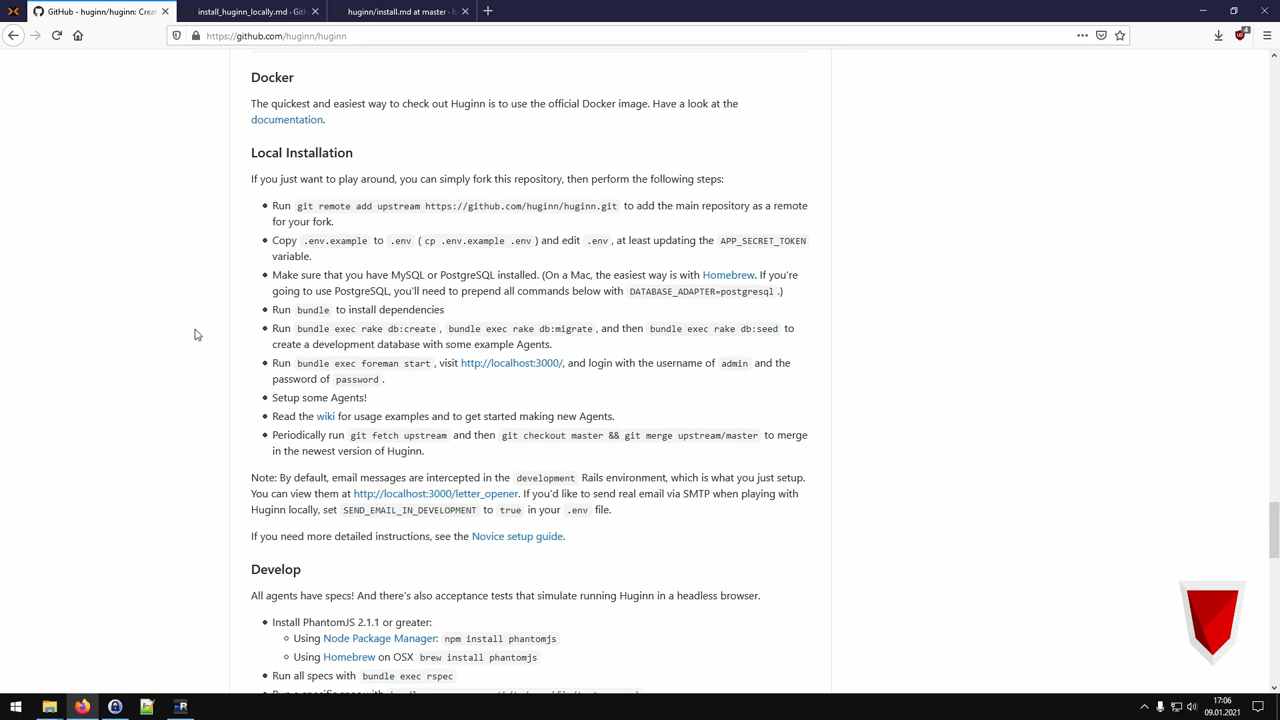 GitHub - huginn/huginn: Crea
install_huginn_locally.md · Git
huginn/install.md at master · h
https://github.com/huginn/huginn
4
Docker
The quickest and easiest way to check out Huginn is to use the official Docker image. Have a look at the
documentation.
Local Installation
If you just want to play around, you can simply fork this repository, then perform the following steps:
Run git remote add upstream https://github.com/huginn/huginn.git to add the main repository as a remote
for your fork.
Copy .env.example to .env ( cp .env.example .env ) and edit .env , at least updating the APP_SECRET_TOKEN
variable.
Make sure that you have MySQL or PostgreSQL installed. (On a Mac, the easiest way is with Homebrew. If you're
going to use PostgreSQL, you'll need to prepend all commands below with DATABASE_ADAPTER=postgresql .)
Run bundle to install dependencies
Run bundle exec rake db:create , bundle exec rake db:migrate , and then bundle exec rake db:seed to
create a development database with some example Agents.
Run bundle exec foreman start , visit http://localhost:3000/, and login with the username of admin and the
password of password .
Setup some Agents!
Read the wiki for usage examples and to get started making new Agents.
Periodically run git fetch upstream and then git checkout master && git merge upstream/master to merge
in the newest version of Huginn.
Note: By default, email messages are intercepted in the development Rails environment, which is what you just setup.
You can view them at http://localhost:3000/letter_opener. If you'd like to send real email via SMTP when playing with
Huginn locally, set SEND_EMAIL_IN_DEVELOPMENT to true in your .env file.
If you need more detailed instructions, see the Novice setup guide.
Develop
All agents have specs! And there's also acceptance tests that simulate running Huginn in a headless browser.
Install PhantomJS 2.1.1 or greater:
Using Node Package Manager: npm install phantomjs
Using Homebrew on OSX brew install phantomjs
Run all specs with bundle exec rspec
17:06
09.01.2021